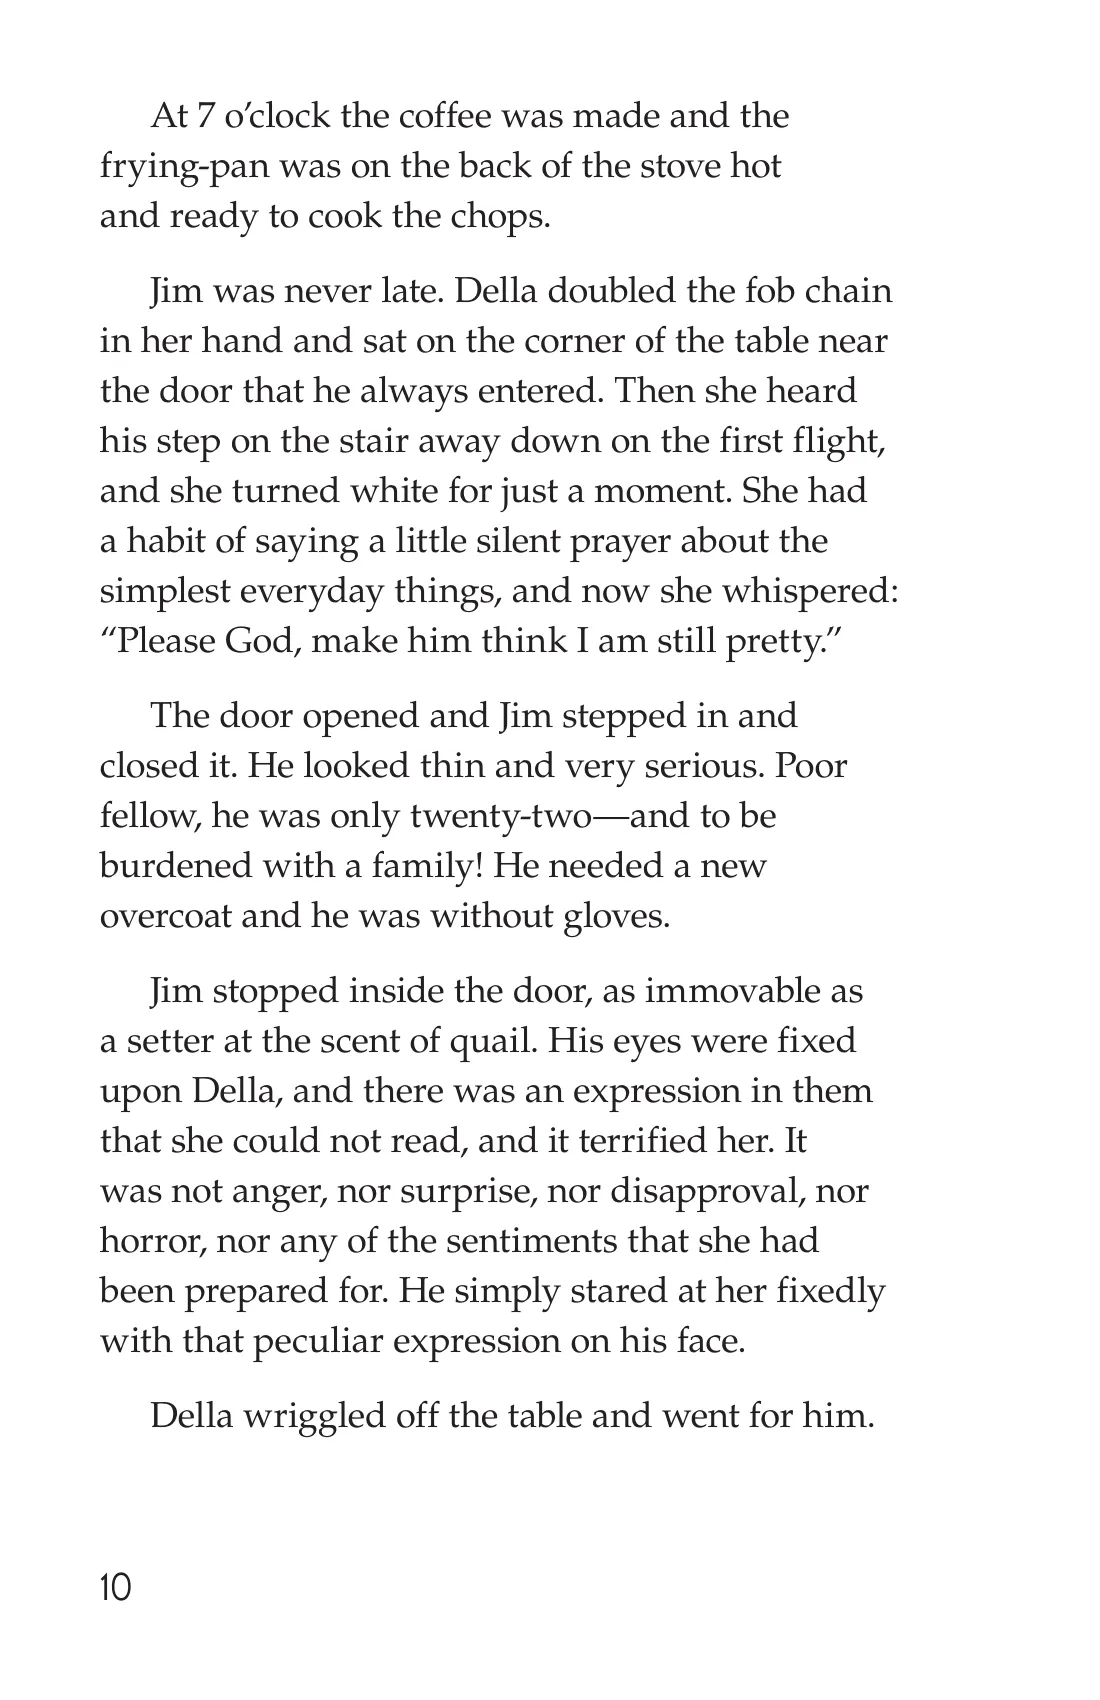 At 7 o’clock the coffee was made and the
frying-pan was on the back of the stove hot
and ready to cook the chops.
Jim was never late. Della doubled the fob chain
in her hand and sat on the corner of the table near
the door that he always entered. Then she heard
his step on the stair away down on the first flight,
and she turned white for just a moment. She had
a habit of saying a little silent prayer about the
simplest everyday things, and now she whispered:
“Please God, make him think I am still pretty.”
The door opened and Jim stepped in and
closed it. He looked thin and very serious. Poor
fellow, he was only twenty-two—and to be
burdened with a family! He needed a new
overcoat and he was without gloves.
Jim stopped inside the door, as immovable as
a setter at the scent of quail. His eyes were fixed
upon Della, and there was an expression in them
that she could not read, and it terrified her. It
was not anger, nor surprise, nor disapproval, nor
horror, nor any of the sentiments that she had
been prepared for. He simply stared at her fixedly
with that peculiar expression on his face.
Della wriggled off the table and went for him.
10